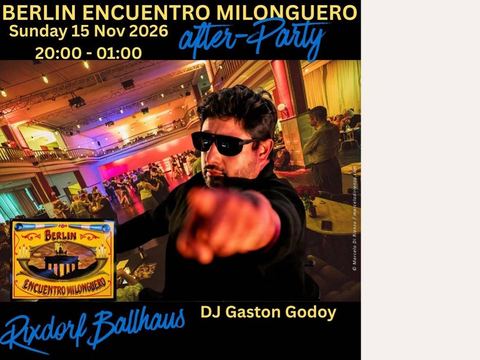 BERLIN ENCUENTRO MILONGUERO
Sunday 15 Nov 2026
after-Party
20:00 - 01:00
BERLIN
ENCUENTRO MILONGUERO
DJ Gaston Godoy
Rixdorf Ballhaus